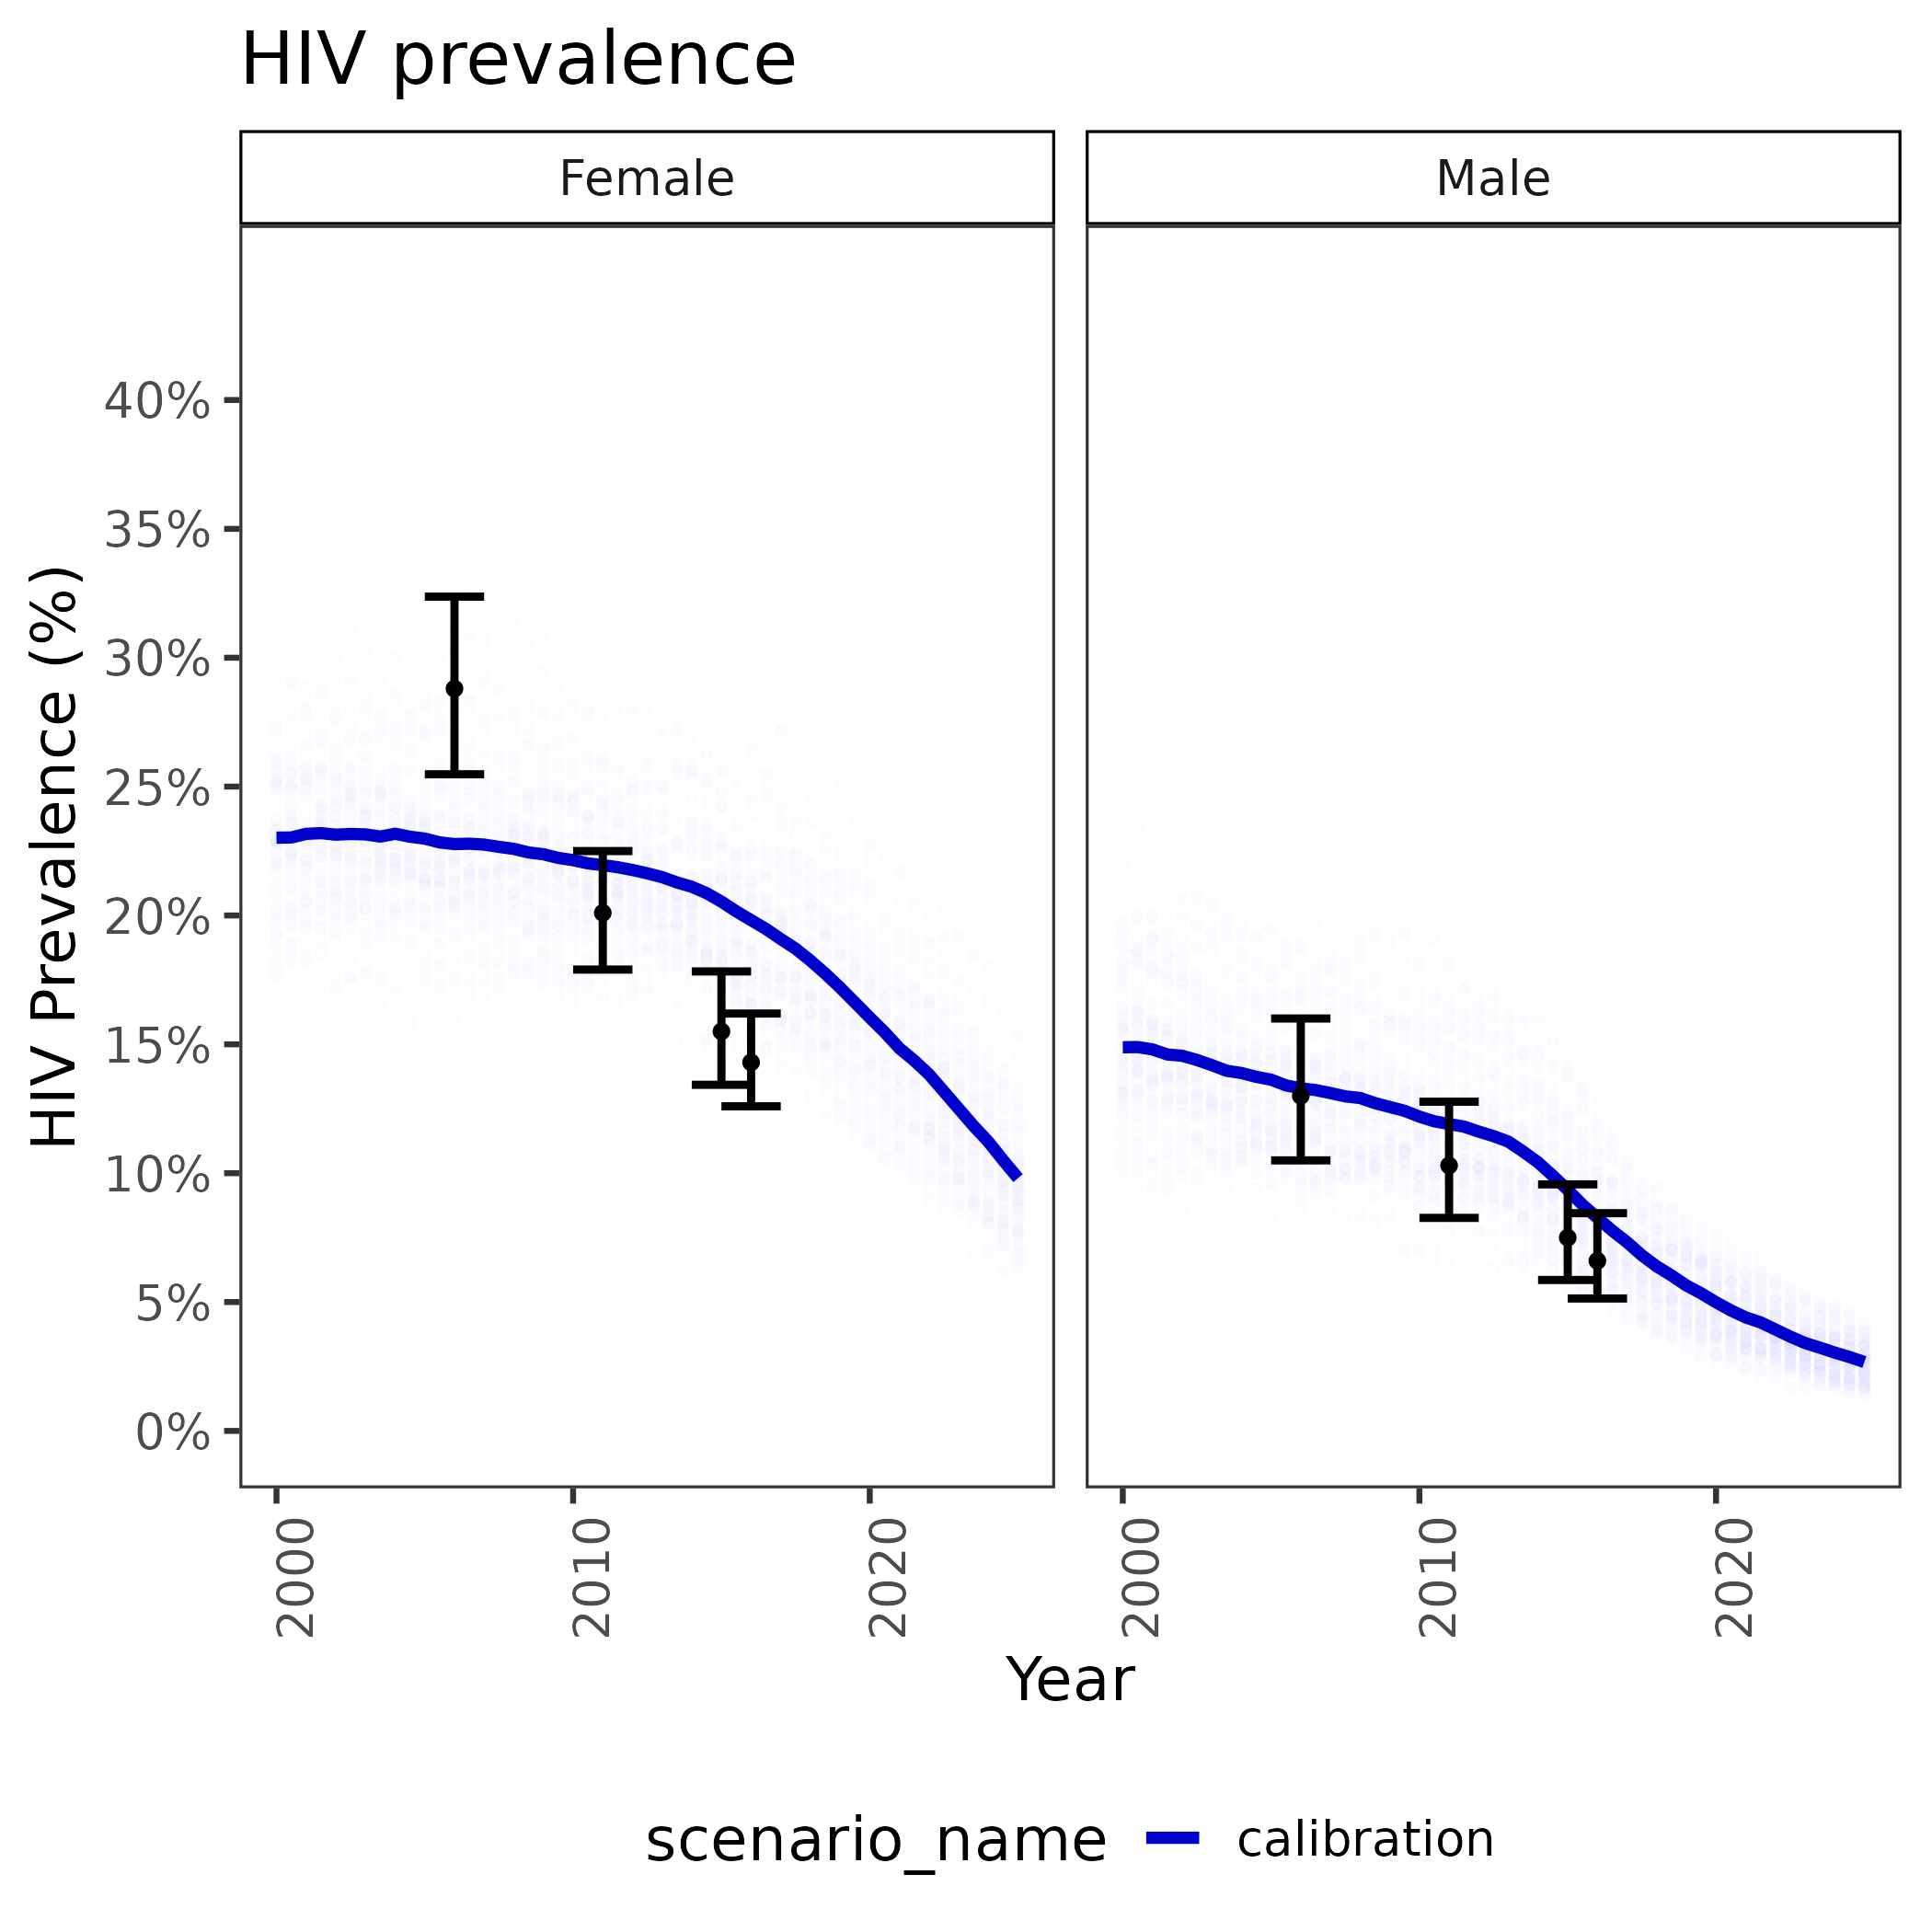 HIV prevalence
Female
Male
HIV Prevalence (%)
40%
35%
30%
25%
20%
15%
10%
5%
0%
2000
2010
2020
2000
2010
2020
Year
scenario_name calibration